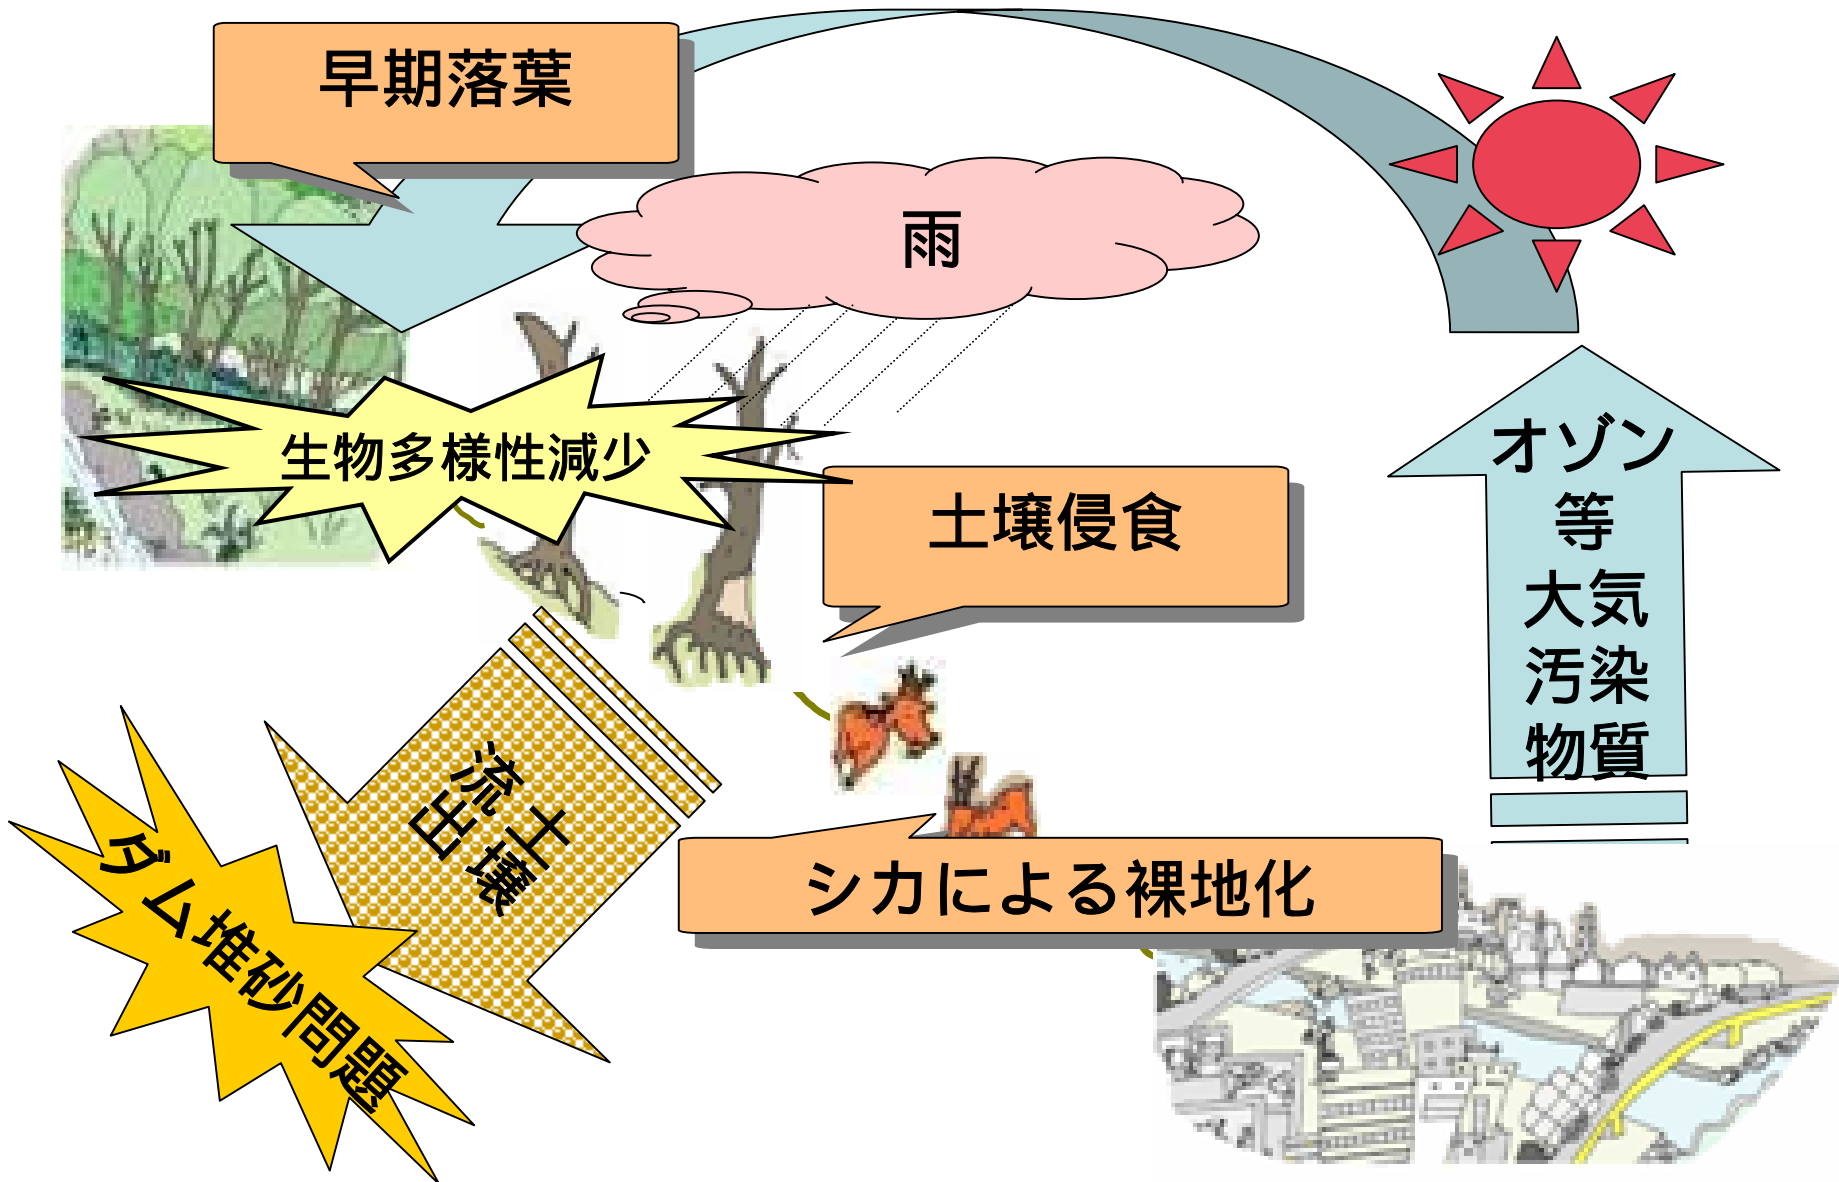 早期落葉
雨
オゾン
等
大気
汚染
物質
生物多様性減少
土壌侵食
土壌
流出
シカによる裸地化
ダム堆砂問題